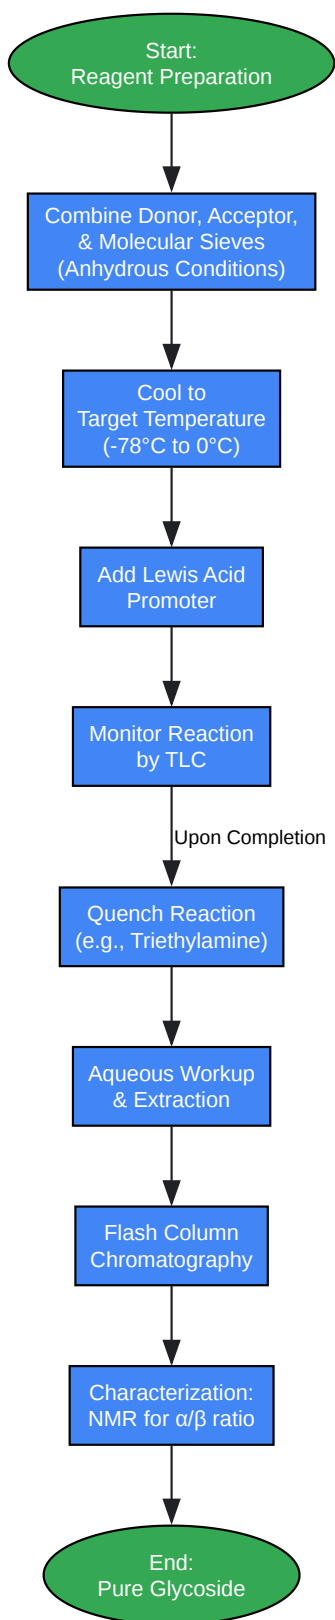 Start:
Reagent Preparation
Combine Donor, Acceptor,
& Molecular Sieves
(Anhydrous Conditions)
Cool to
Target Temperature
(-78°C to 0°C)
Add Lewis Acid
Promoter
Monitor Reaction
by TLC
Upon Completion
Quench Reaction
(e.g., Triethylamine)
Aqueous Workup
& Extraction
Flash Column
Chromatography
Characterization:
NMR for α/β ratio
End:
Pure Glycoside